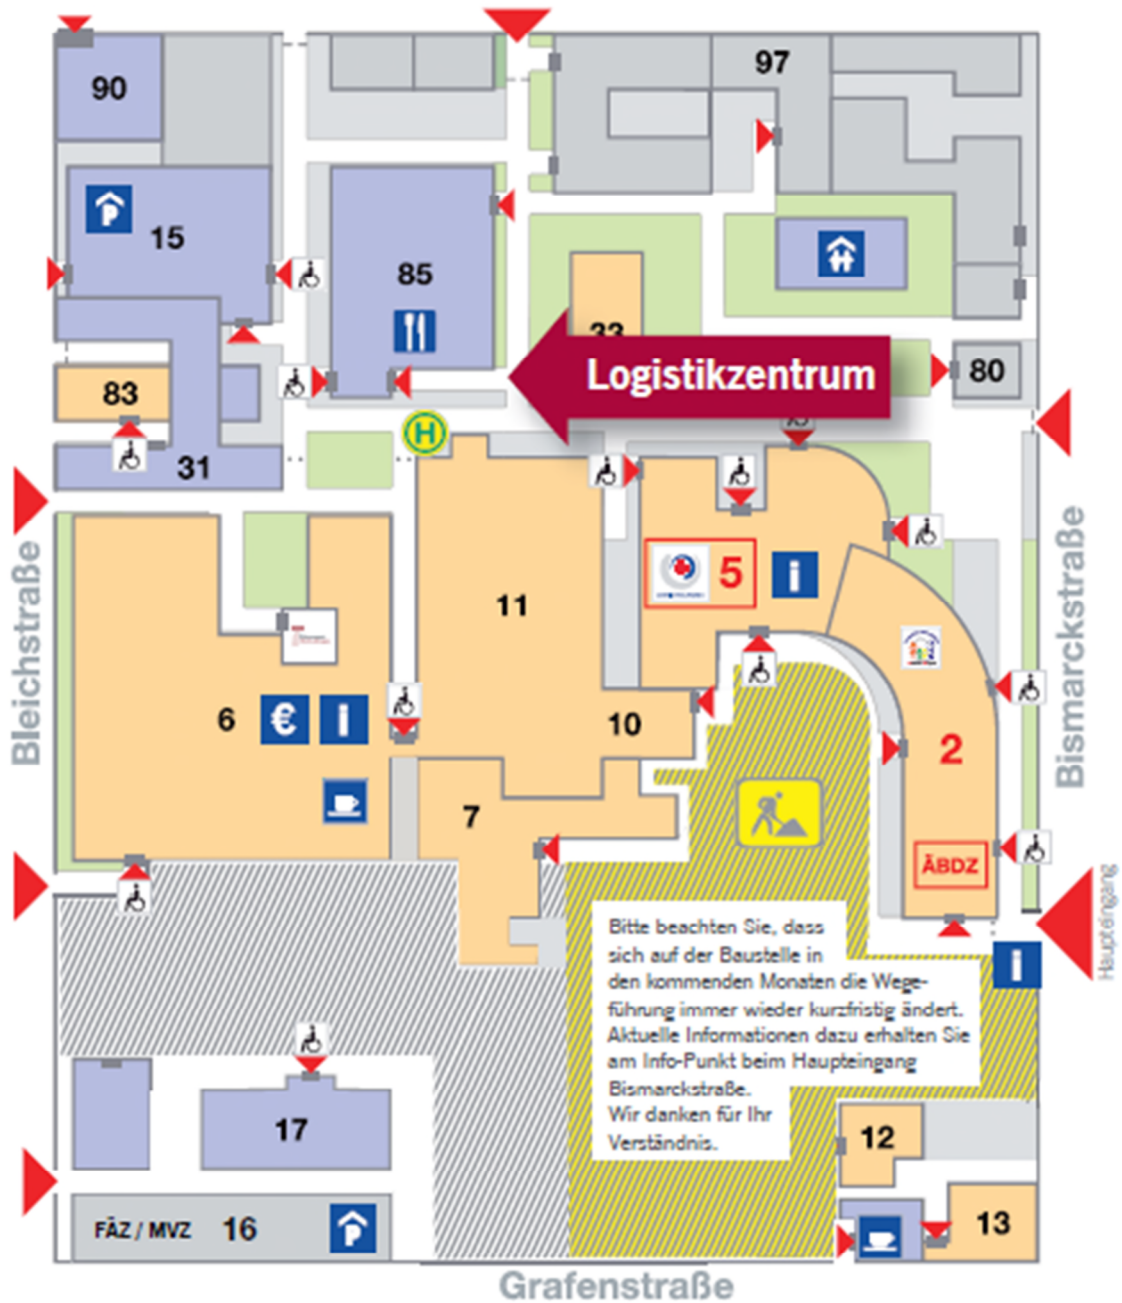 90
97
P
15
85
33
Logistikzentrum
80
83
H
31
5
i
11
6
€
i
10
2
7
ÄBDZ
Bleichstraße
Bismarckstraße
Haupteingang
i
Bitte beachten Sie, dass
sich auf der Baustelle in
den kommenden Monaten die Wege-
führung immer wieder kurzfristig ändert.
Aktuelle Informationen dazu erhalten Sie
am Info-Punkt beim Haupteingang
Bismarckstraße.
Wir danken für Ihr
Verständnis.
17
12
FÄZ / MVZ 16
P
13
Grafenstraße